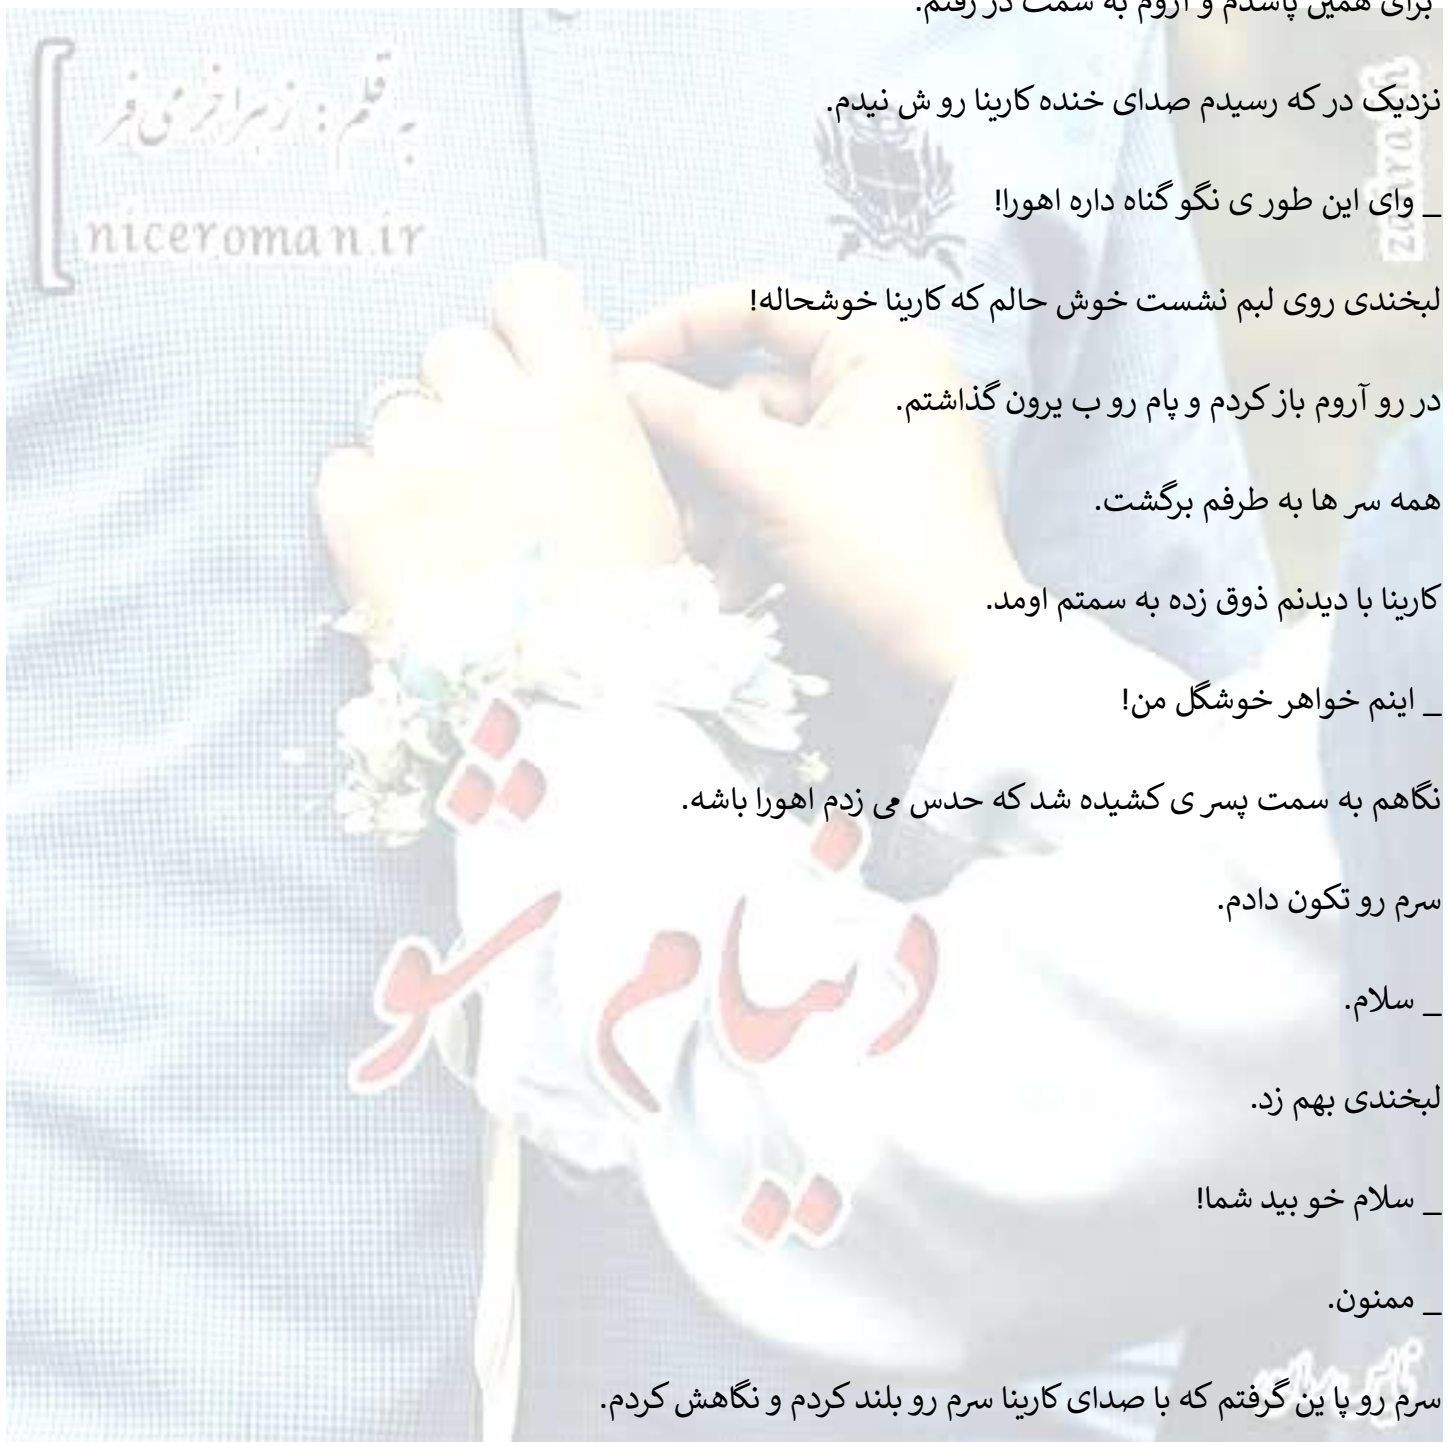 برای همین پاشدم و آروم به سمت در رفتم.
نزدیک در که رسیدم صدای خنده کارینا رو ش نیدم.
_ وای این طور ی نگو گناه داره اهورا!
لبخندی روی لبم نشست خوش حالم که کارینا خوشحاله!
در رو آروم باز کردم و پام رو ب یرون گذاشتم.
همه سر ها به طرفم برگشت.
کارینا با دیدنم ذوق زده به سمتم اومد.
_ اینم خواهر خوشگل من!
نگاهم به سمت پسر ی کشیده شد که حدس می زدم اهورا باشه.
سرم رو تکون دادم.
_ سلام.
لبخندی بهم زد.
_ سلام خو بید شما!
_ ممنون.
سرم رو پا ین گرفتم که با صدای کارینا سرم رو بلند کردم و نگاهش کردم.
به قلم :
niceroman.ir
zahrah
دنیام شو